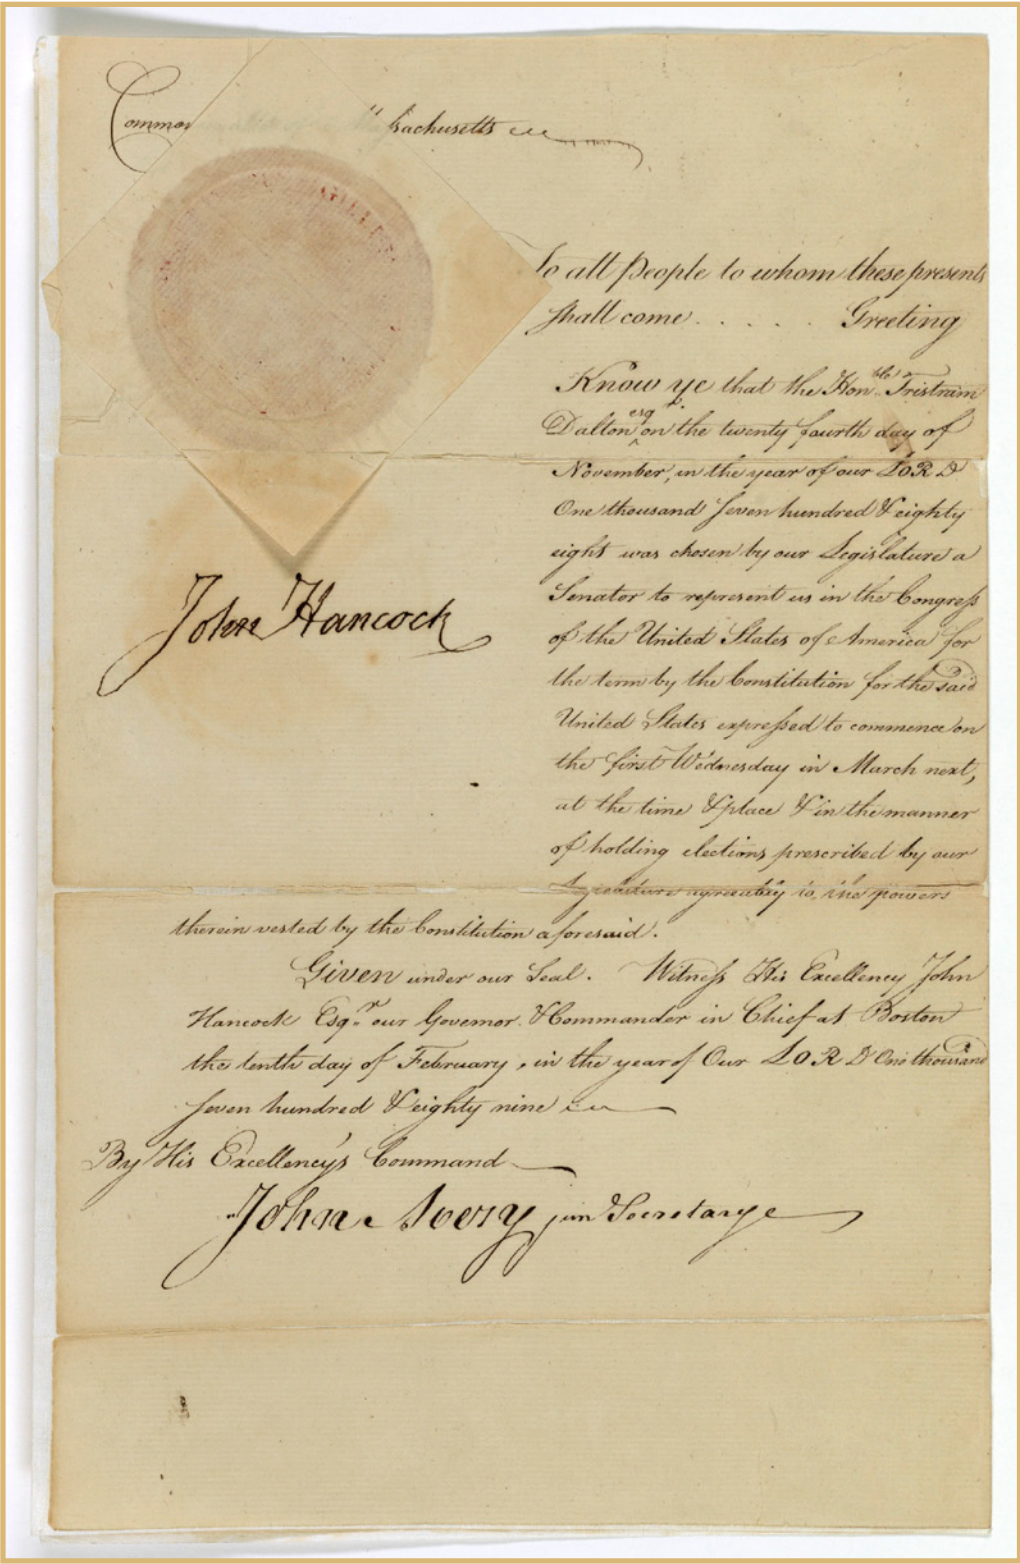 Common
sachusetts
To all People to whom these presents
shall come . . . . . Greeting
Know ye that the Honble Tristram
Dalton esqr on the twenty fourth day of
November, in the year of our LORD
One thousand seven hundred & eighty
eight was chosen by our Legislature a
Senator to represent us in the Congress
of the United States of America for
the term by the Constitution for the said
United States expressed to commence on
the first Wednesday in March next,
at the time & place & in the manner
of holding elections prescribed by our
Legislature agreeably to the powers
therein vested by the Constitution aforesaid.
John Hancock
Given under our Seal. Witness His Excellency John
Hancock Esqr. our Governor & Commander in Chief at Boston
the tenth day of February, in the year of Our LORD One thousand
seven hundred & eighty nine
By His Excellency's Command
John Avery jun Secretary